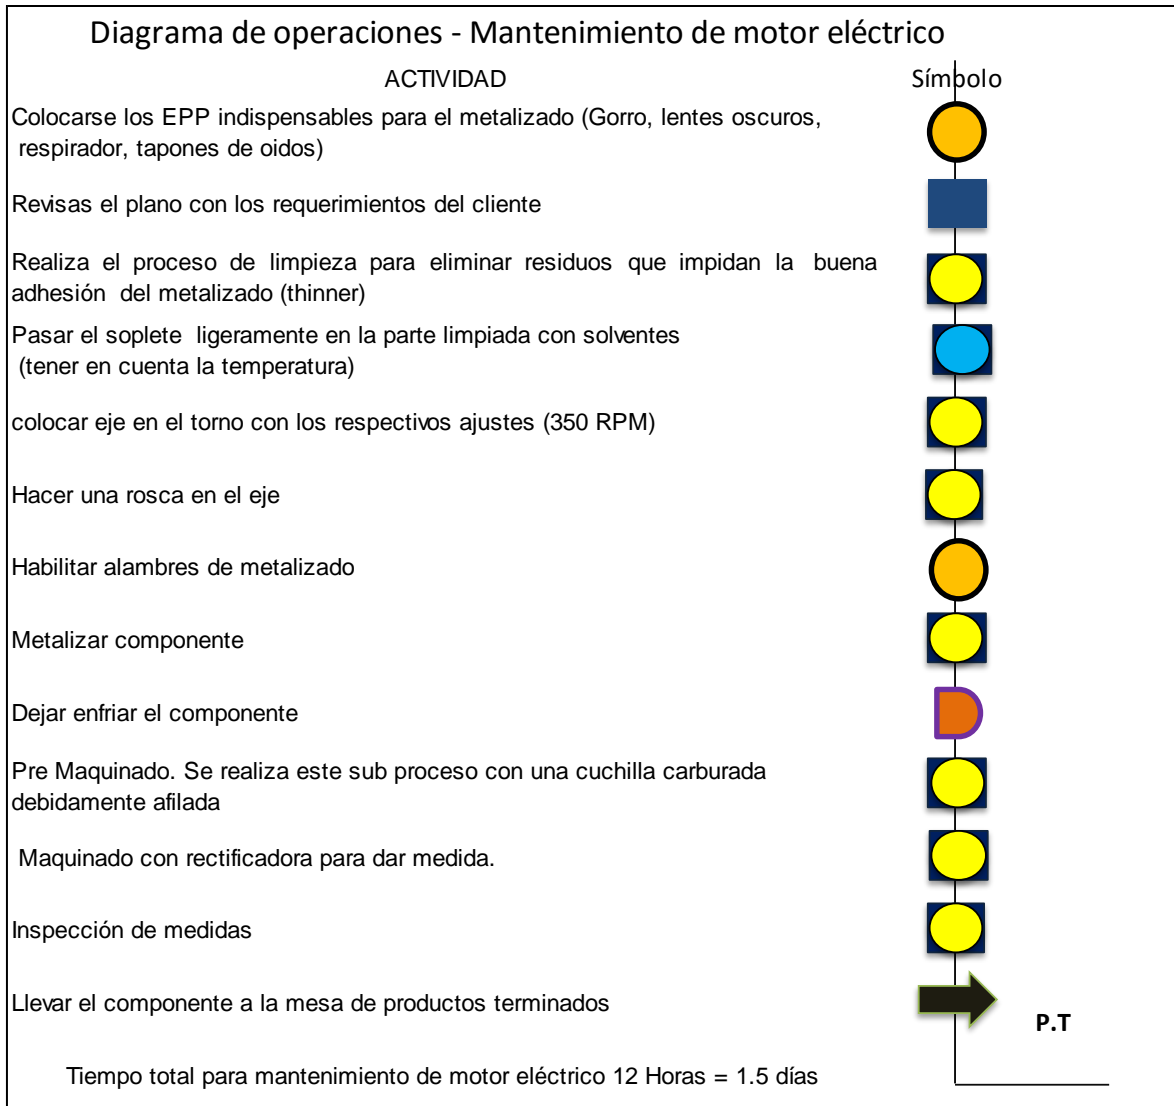 Diagrama de operaciones - Mantenimiento de motor eléctrico
ACTIVIDAD Símbolo
Colocarse los EPP indispensables para el metalizado (Gorro, lentes oscuros,
respirador, tapones de oidos)
Revisas el plano con los requerimientos del cliente
Realiza el proceso de limpieza para eliminar residuos que impidan la buena
adhesión del metalizado (thinner)
Pasar el soplete ligeramente en la parte limpiada con solventes
(tener en cuenta la temperatura)
colocar eje en el torno con los respectivos ajustes (350 RPM)
Hacer una rosca en el eje
Habilitar alambres de metalizado
Metalizar componente
Dejar enfriar el componente
Pre Maquinado. Se realiza este sub proceso con una cuchilla carburada
debidamente afilada
Maquinado con rectificadora para dar medida.
Inspección de medidas
Llevar el componente a la mesa de productos terminados
P.T
Tiempo total para mantenimiento de motor eléctrico 12 Horas = 1.5 días